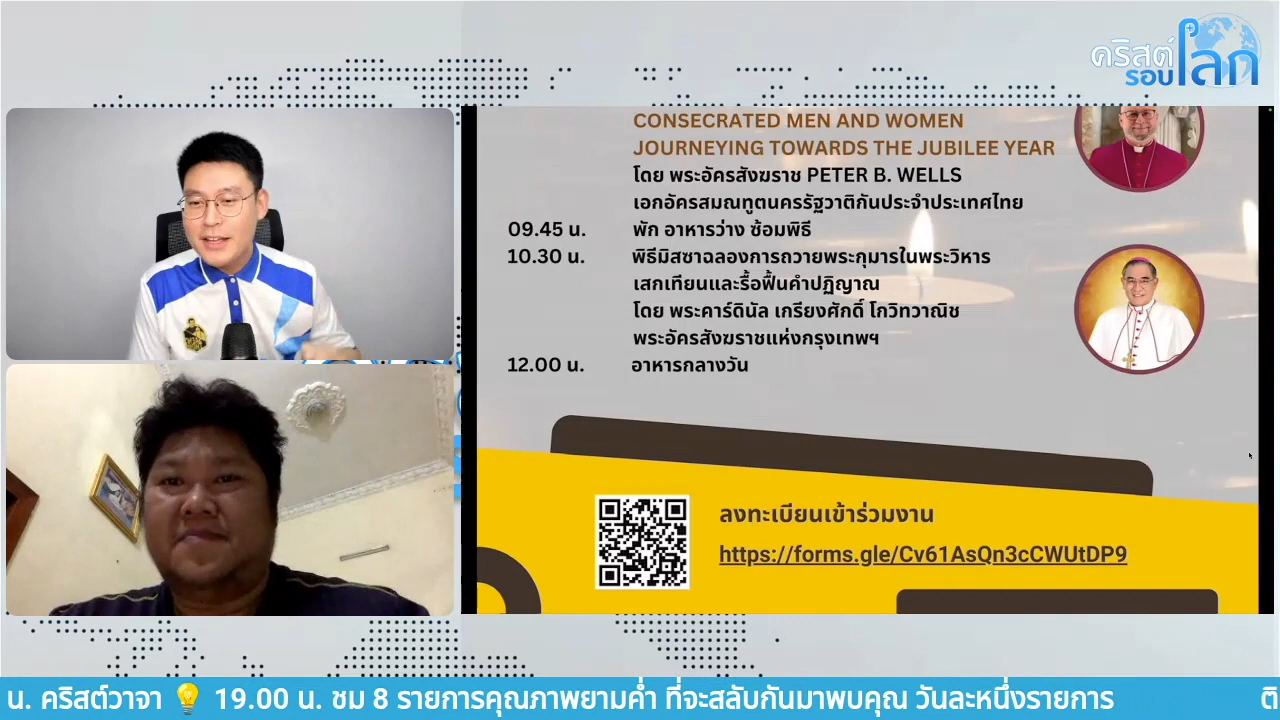 คริสต์
รอบ
โลก
CONSECRATED MEN AND WOMEN
JOURNEYING TOWARDS THE JUBILEE YEAR
โดย พระอัครสังฆราช PETER B. WELLS
เอกอัครสมณทูตนครรัฐวาติกันประจำประเทศไทย
09.45 น. พัก อาหารว่าง ซ้อมพิธี
10.30 น. พิธีมิสซาฉลองการถวายพระกุมารในพระวิหาร
เสกเทียนและรื้อฟื้นคำปฏิญาณ
โดย พระคาร์ดินัล เกรียงศักดิ์ โกวิทวาณิช
พระอัครสังฆราชแห่งกรุงเทพฯ
12.00 น. อาหารกลางวัน
ลงทะเบียนเข้าร่วมงาน
https://forms.gle/Cv61AsQn3cCWUtDP9
น. คริสต์วาจา 💡 19.00 น. ชม 8 รายการคุณภาพยามค่ำ ที่จะสลับกันมาพบคุณ วันละหนึ่งรายการ ติ